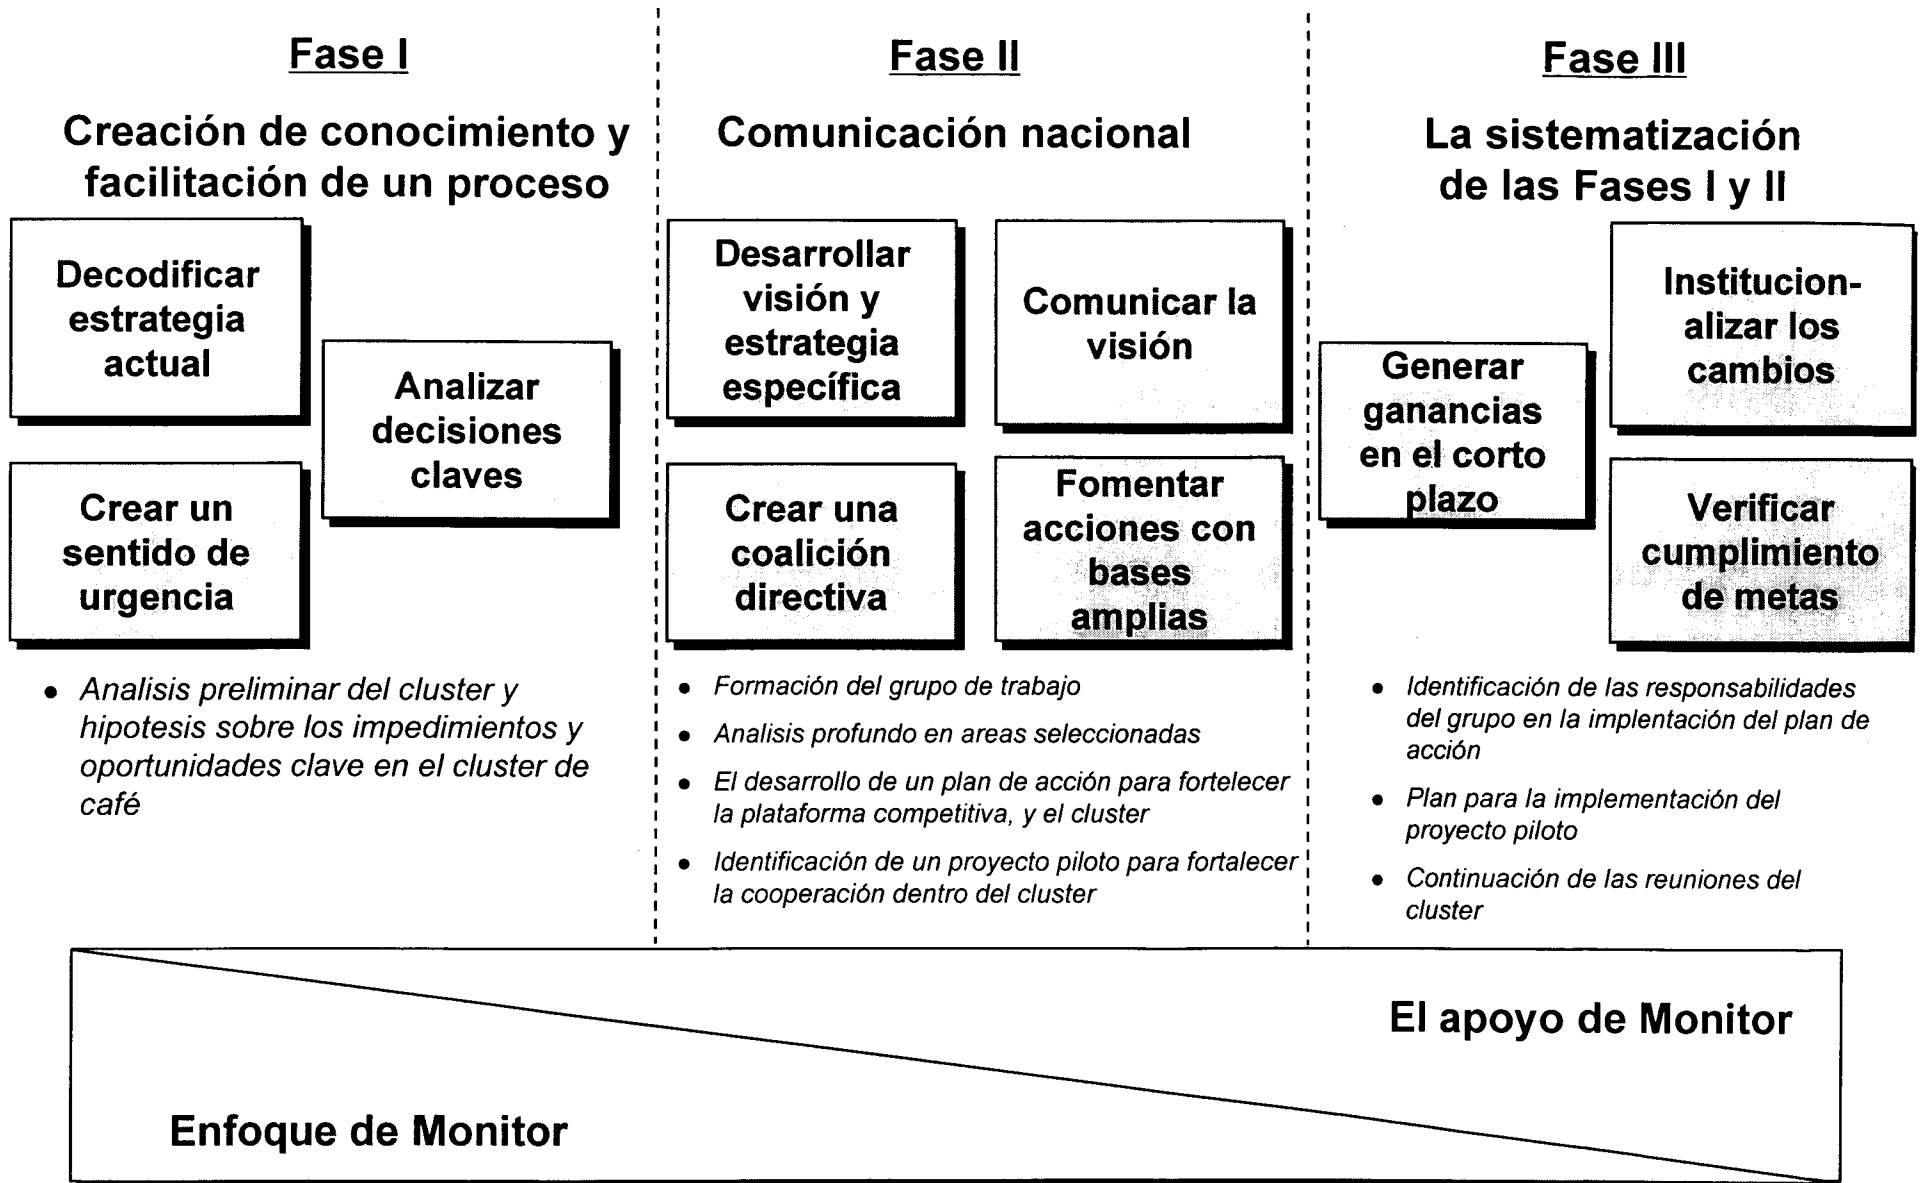 Fase I
Creación de conocimiento y
facilitación de un proceso
Decodificar
estrategia
actual
Analizar
decisiones
claves
Crear un
sentido de
urgencia
● Analisis preliminar del cluster y
hipotesis sobre los impedimientos y
oportunidades clave en el cluster de
café
Fase II
Comunicación nacional
Desarrollar
visión y
estrategia
específica
Comunicar la
visión
Crear una
coalición
directiva
Fomentar
acciones con
bases
amplias
● Formación del grupo de trabajo
● Analisis profundo en areas seleccionadas
● El desarrollo de un plan de acción para fortelecer
la plataforma competitiva, y el cluster
● Identificación de un proyecto piloto para fortalecer
la cooperación dentro del cluster
Fase III
La sistematización
de las Fases I y II
Generar
ganancias
en el corto
plazo
Institucion-
alizar los
cambios
Verificar
cumplimiento
de metas
● Identificación de las responsabilidades
del grupo en la implentación del plan de
acción
● Plan para la implementación del
proyecto piloto
● Continuación de las reuniones del
cluster
El apoyo de Monitor
Enfoque de Monitor